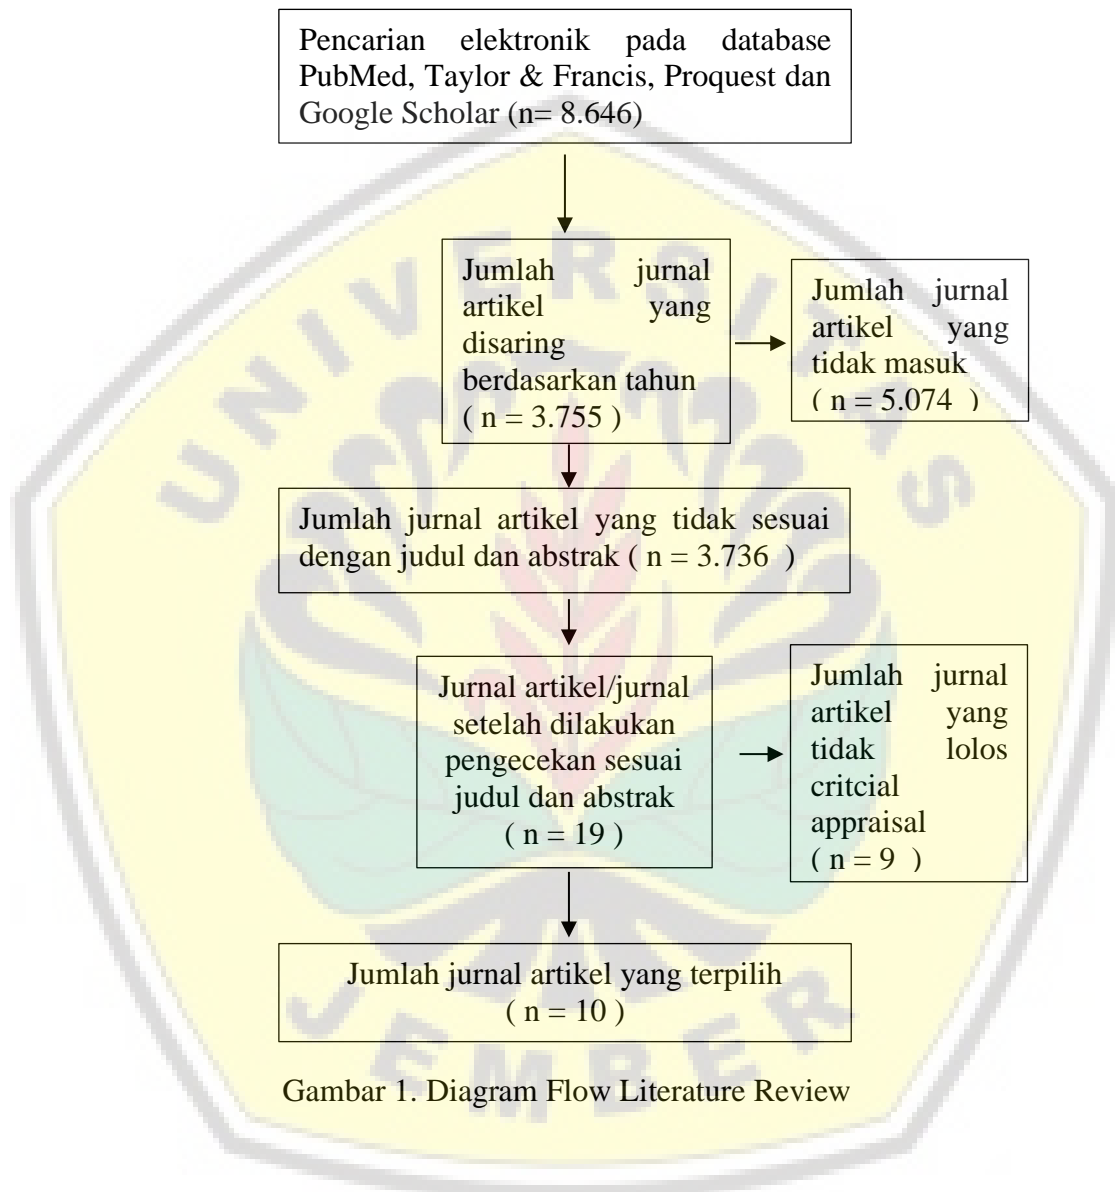 Pencarian elektronik pada database
PubMed, Taylor & Francis, Proquest dan
Google Scholar (n= 8.646)
Jumlah jurnal
artikel yang
disaring
berdasarkan tahun
( n = 3.755 )
Jumlah jurnal
artikel yang
tidak masuk
( n = 5.074 )
Jumlah jurnal artikel yang tidak sesuai
dengan judul dan abstrak ( n = 3.736 )
Jurnal artikel/jurnal
setelah dilakukan
pengecekan sesuai
judul dan abstrak
( n = 19 )
Jumlah jurnal
artikel yang
tidak lolos
critcial
appraisal
( n = 9 )
Jumlah jurnal artikel yang terpilih
( n = 10 )
Gambar 1. Diagram Flow Literature Review
UNIVERSITAS
JEMBER